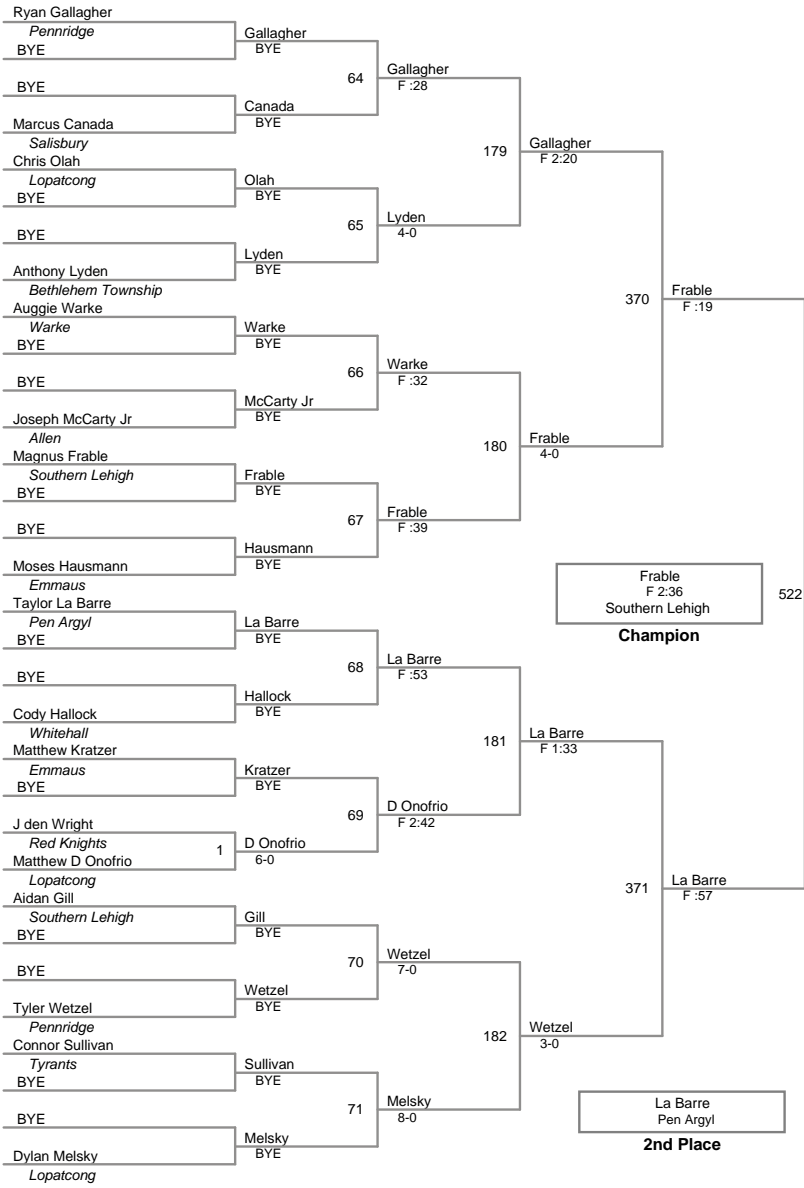 Ryan Gallagher
Pennridge
BYE
BYE
Marcus Canada
Salisbury
Chris Olah
Lopatcong
BYE
BYE
Anthony Lyden
Bethlehem Township
Auggie Warke
Warke
BYE
BYE
Joseph McCarty Jr
Allen
Magnus Frable
Southern Lehigh
BYE
BYE
Moses Hausmann
Emmaus
Taylor La Barre
Pen Argyl
BYE
BYE
Cody Hallock
Whitehall
Matthew Kratzer
Emmaus
BYE
J den Wright
Red Knights
1
Matthew D Onofrio
Lopatcong
Aidan Gill
Southern Lehigh
BYE
BYE
Tyler Wetzel
Pennridge
Connor Sullivan
Tyrants
BYE
BYE
Dylan Melsky
Lopatcong
Gallagher
BYE
64
Canada
BYE
Olah
BYE
65
Lyden
BYE
Warke
BYE
66
McCarty Jr
BYE
Frable
BYE
67
Hausmann
BYE
La Barre
BYE
68
Hallock
BYE
Kratzer
BYE
69
D Onofrio
6-0
Gill
BYE
70
Wetzel
BYE
Sullivan
BYE
71
Melsky
BYE
Gallagher
F :28
179
Lyden
4-0
Warke
F :32
180
Frable
F :39
La Barre
F :53
181
D Onofrio
F 2:42
Wetzel
7-0
182
Melsky
8-0
Gallagher
F 2:20
370
Frable
4-0
La Barre
F 1:33
371
Wetzel
3-0
Frable
F :19
522
La Barre
F :57
Frable
F 2:36
Southern Lehigh
Champion
La Barre
Pen Argyl
2nd Place